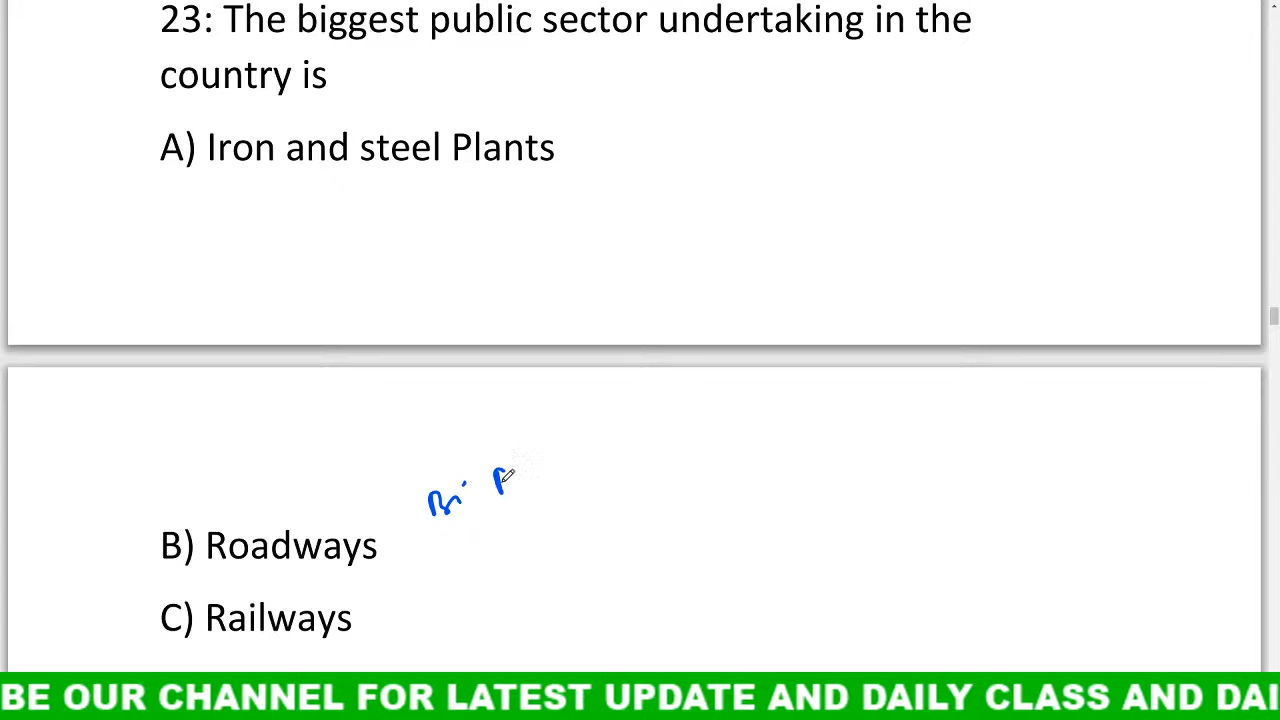 23: The biggest public sector undertaking in the
country is
A) Iron and steel Plants
B) Roadways
C) Railways
BE OUR CHANNEL FOR LATEST UPDATE AND DAILY CLASS AND DAI